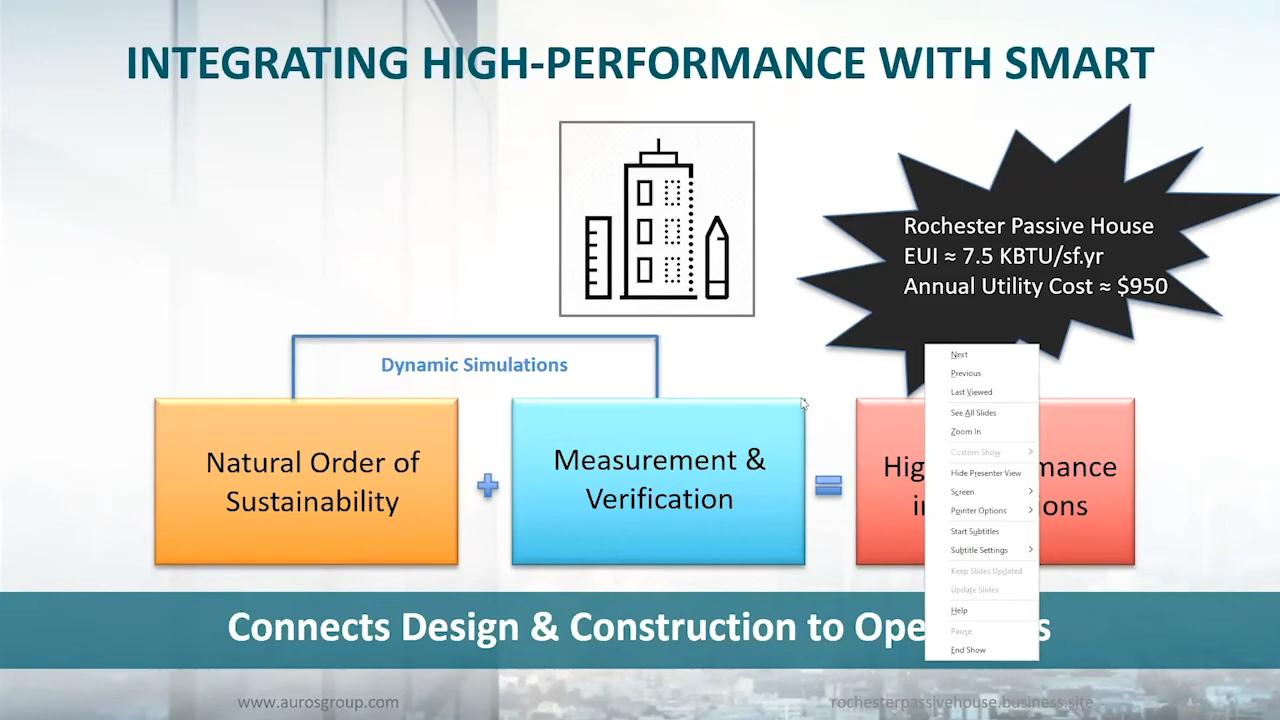 INTEGRATING HIGH-PERFORMANCE WITH SMART
Rochester Passive House
EUI ≈ 7.5 KBTU/sf.yr
Annual Utility Cost ≈ $950
Dynamic Simulations
Natural Order of
Sustainability
Measurement &
Verification
Next
Previous
Last Viewed
See All Slides
Zoom In
Custom Show
Hide Presenter View
Screen
Pointer Options
Start Subtitles
Subtitle Settings
Keep Slides Updated
Update Slides
Help
Pause
End Show
Connects Design & Construction to
www.aurosgroup.com
rochesterpassivehouse.business.site